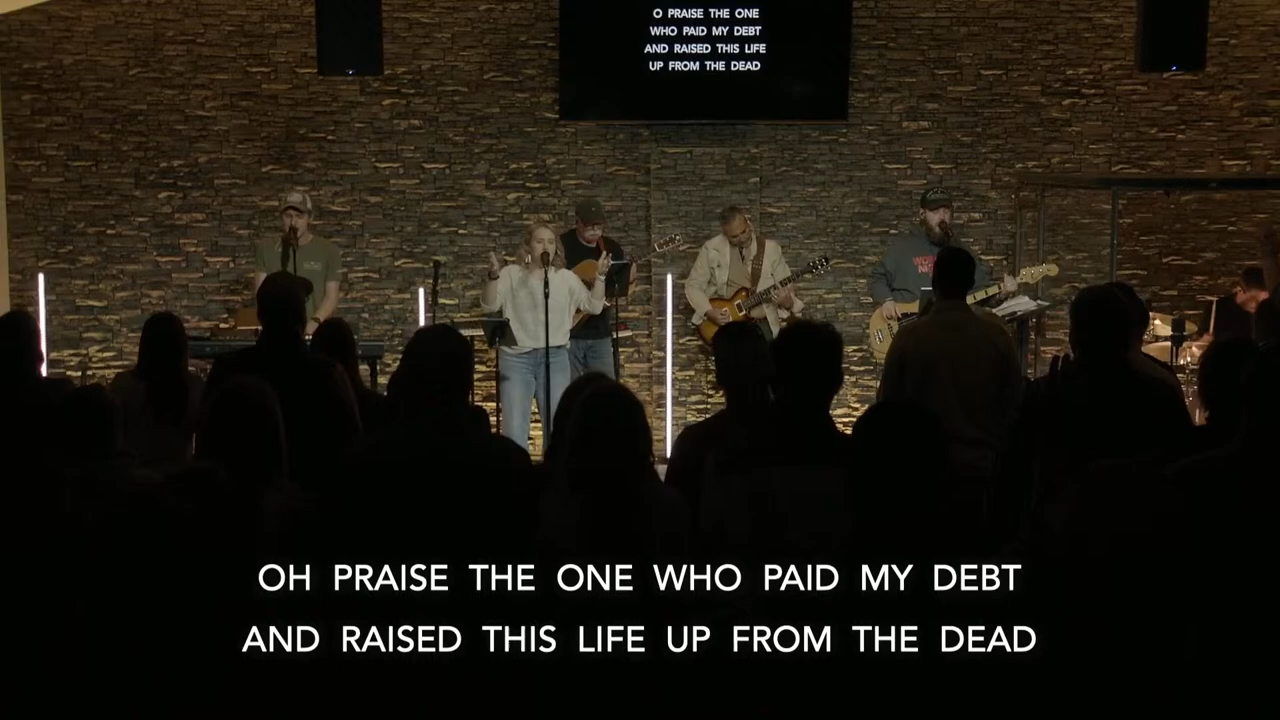 O PRAISE THE ONE
WHO PAID MY DEBT
AND RAISED THIS LIFE
UP FROM THE DEAD
OH PRAISE THE ONE WHO PAID MY DEBT
AND RAISED THIS LIFE UP FROM THE DEAD